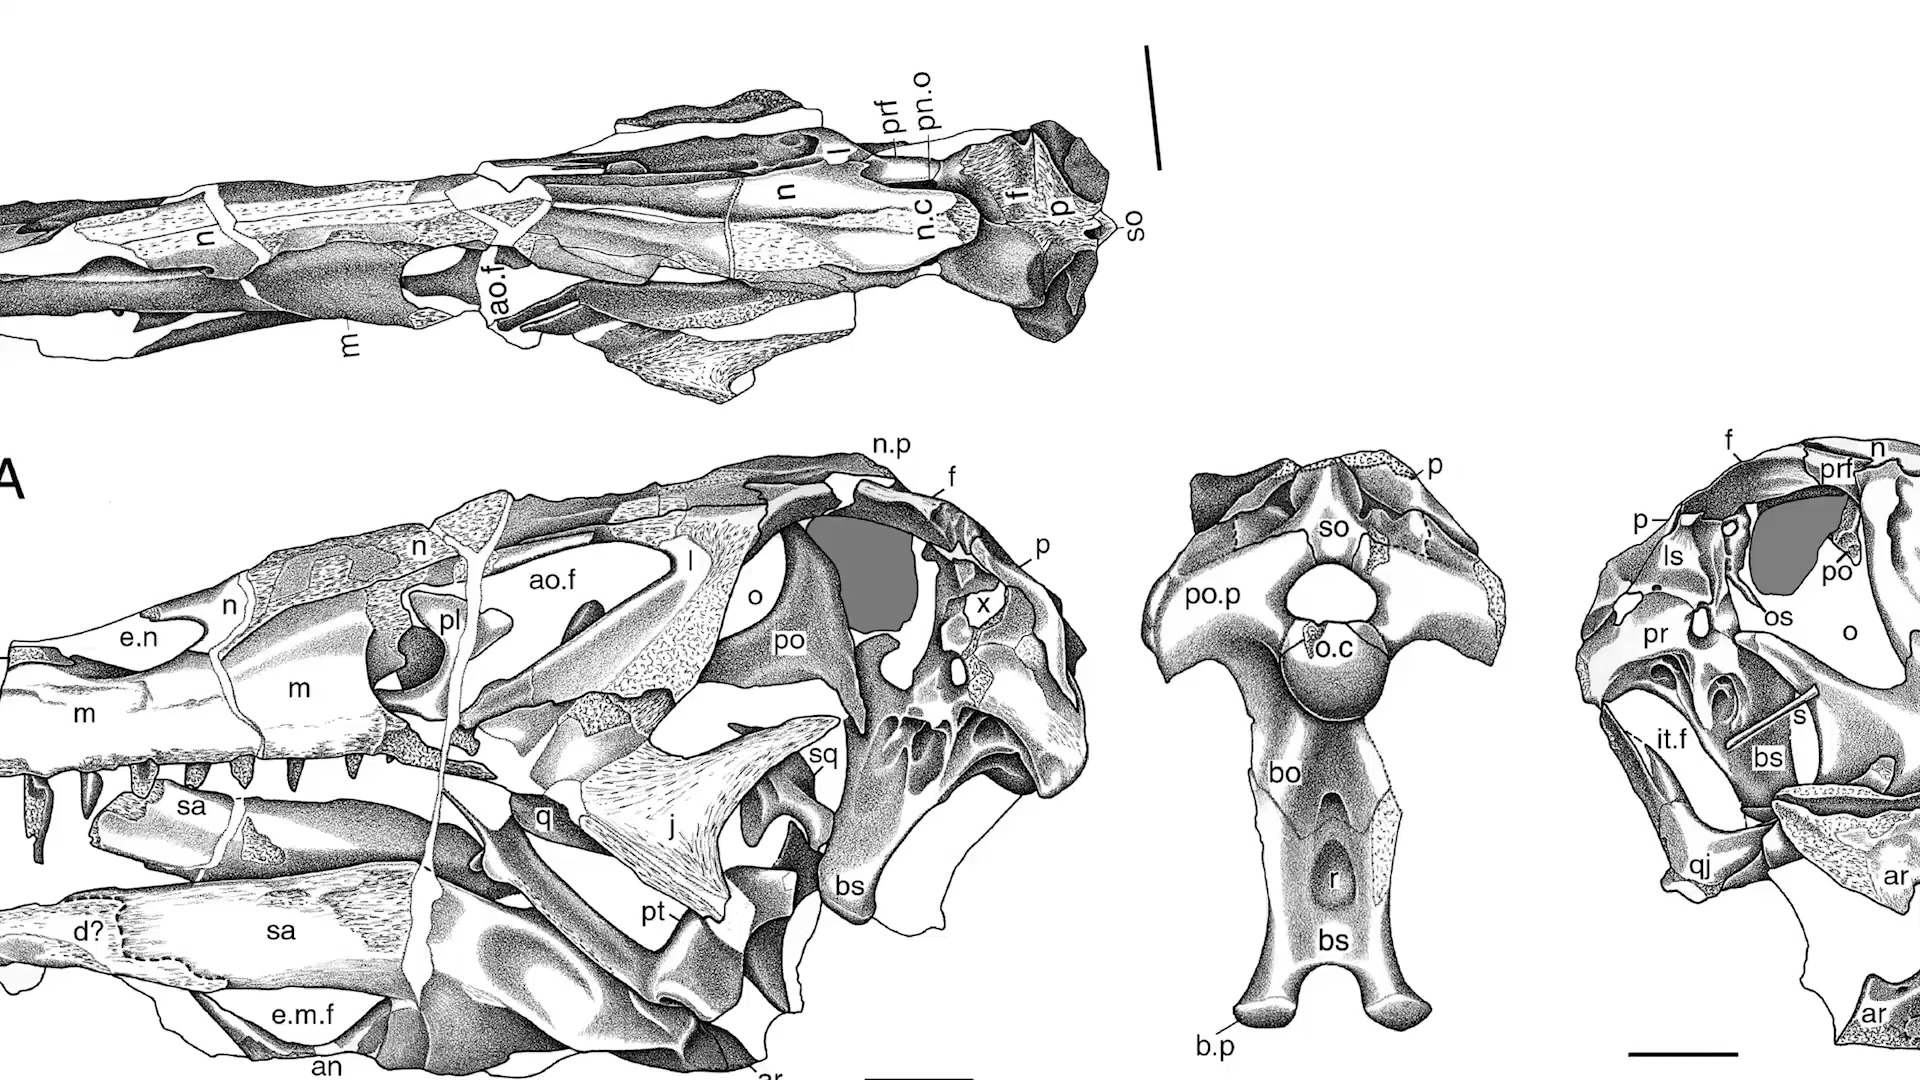 prf
pn.o
l
n
n
n.c
f
p
so
ao.f
m
A
n.p
f
p
n
ao.f
l
o
x
n
e.n
pl
po
m
m
sq
sa
q
j
bs
pt
d?
sa
e.m.f
an
ar
p
so
po.p
o.c
bo
r
bs
b.p
f
n
prf
p
ls
po
os
pr
o
s
it.f
bs
qj
ar
ar